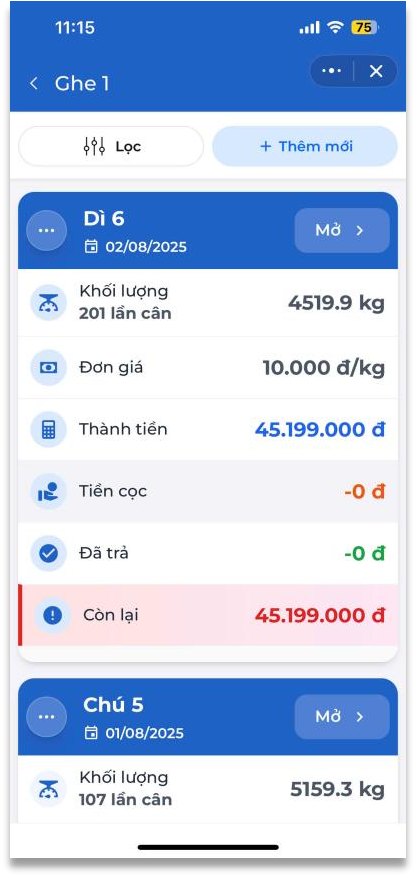 11:15
75
Ghe 1
Lọc
+ Thêm mới
Dì 6
02/08/2025
Mở
Khối lượng
201 lần cân
4519.9 kg
Đơn giá
10.000 đ/kg
Thành tiền
45.199.000 đ
Tiền cọc
-0 đ
Đã trả
-0 đ
Còn lại
45.199.000 đ
Chú 5
01/08/2025
Mở
Khối lượng
107 lần cân
5159.3 kg